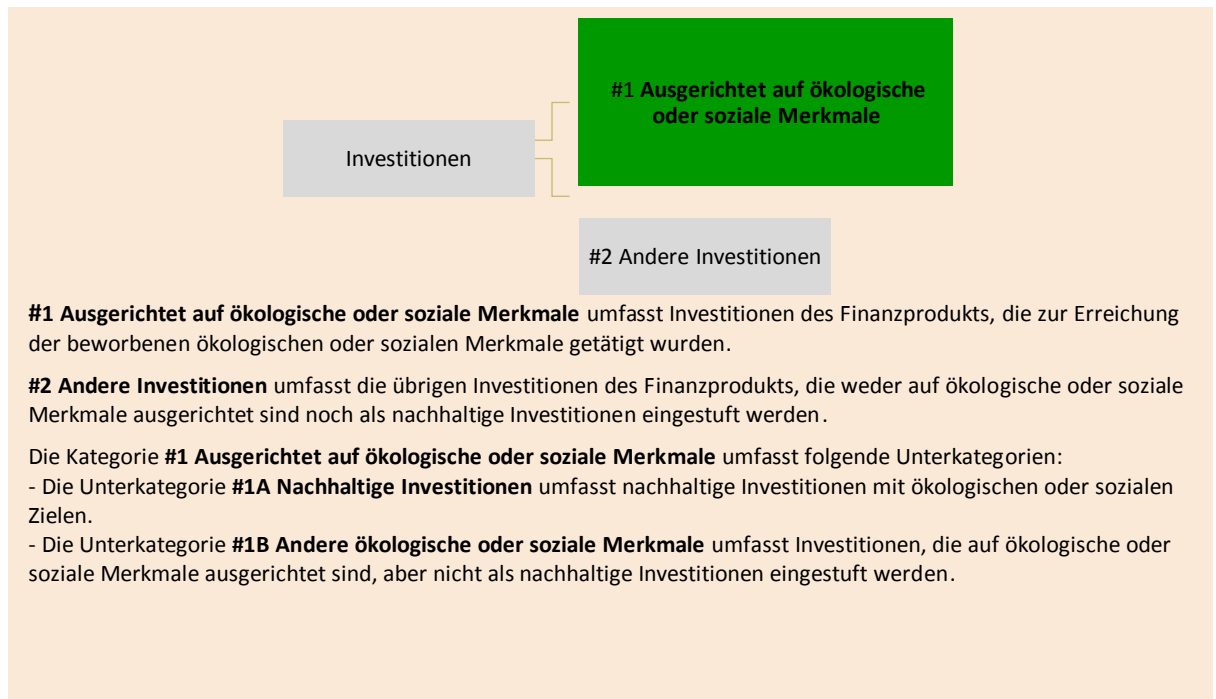 #1 Ausgerichtet auf ökologische
oder soziale Merkmale
Investitionen
#2 Andere Investitionen
#1 Ausgerichtet auf ökologische oder soziale Merkmale umfasst Investitionen des Finanzprodukts, die zur Erreichung
der beworbenen ökologischen oder sozialen Merkmale getätigt wurden.
#2 Andere Investitionen umfasst die übrigen Investitionen des Finanzprodukts, die weder auf ökologische oder soziale
Merkmale ausgerichtet sind noch als nachhaltige Investitionen eingestuft werden.
Die Kategorie #1 Ausgerichtet auf ökologische oder soziale Merkmale umfasst folgende Unterkategorien:
- Die Unterkategorie #1A Nachhaltige Investitionen umfasst nachhaltige Investitionen mit ökologischen oder sozialen
Zielen.
- Die Unterkategorie #1B Andere ökologische oder soziale Merkmale umfasst Investitionen, die auf ökologische oder
soziale Merkmale ausgerichtet sind, aber nicht als nachhaltige Investitionen eingestuft werden.